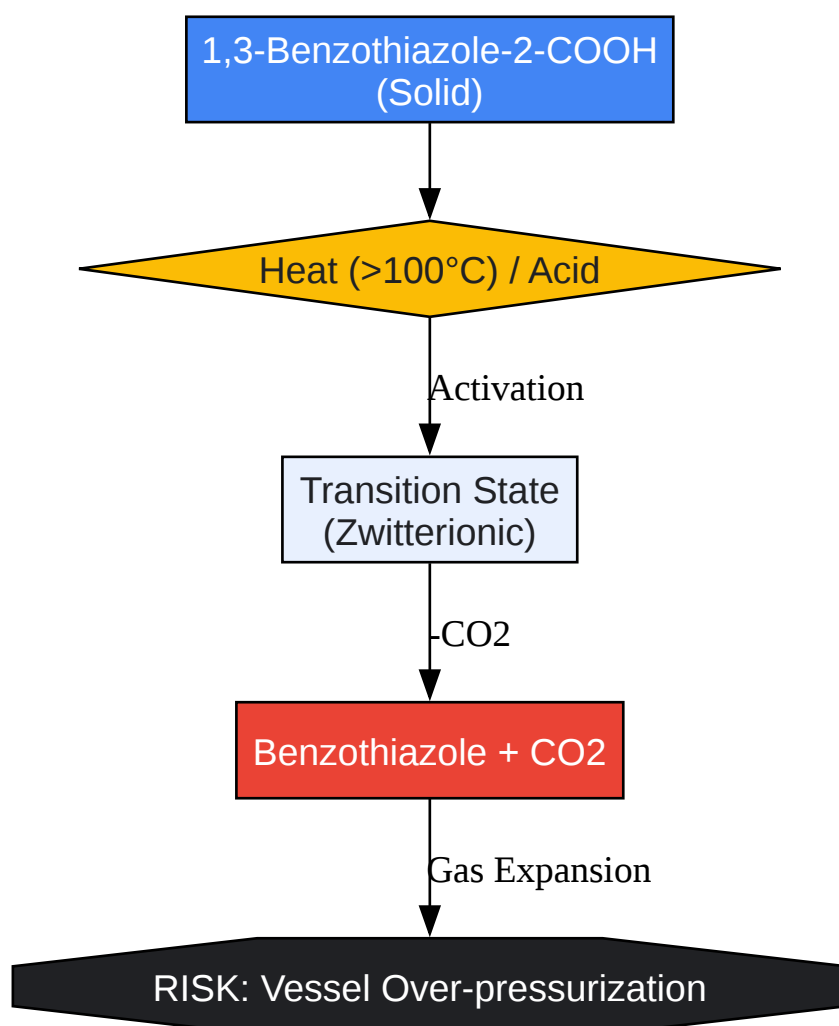 1,3-Benzothiazole-2-COOH
(Solid)
Heat (>100°C) / Acid
Activation
Transition State
(Zwitterionic)
-CO2
Benzothiazole + CO2
Gas Expansion
RISK: Vessel Over-pressurization